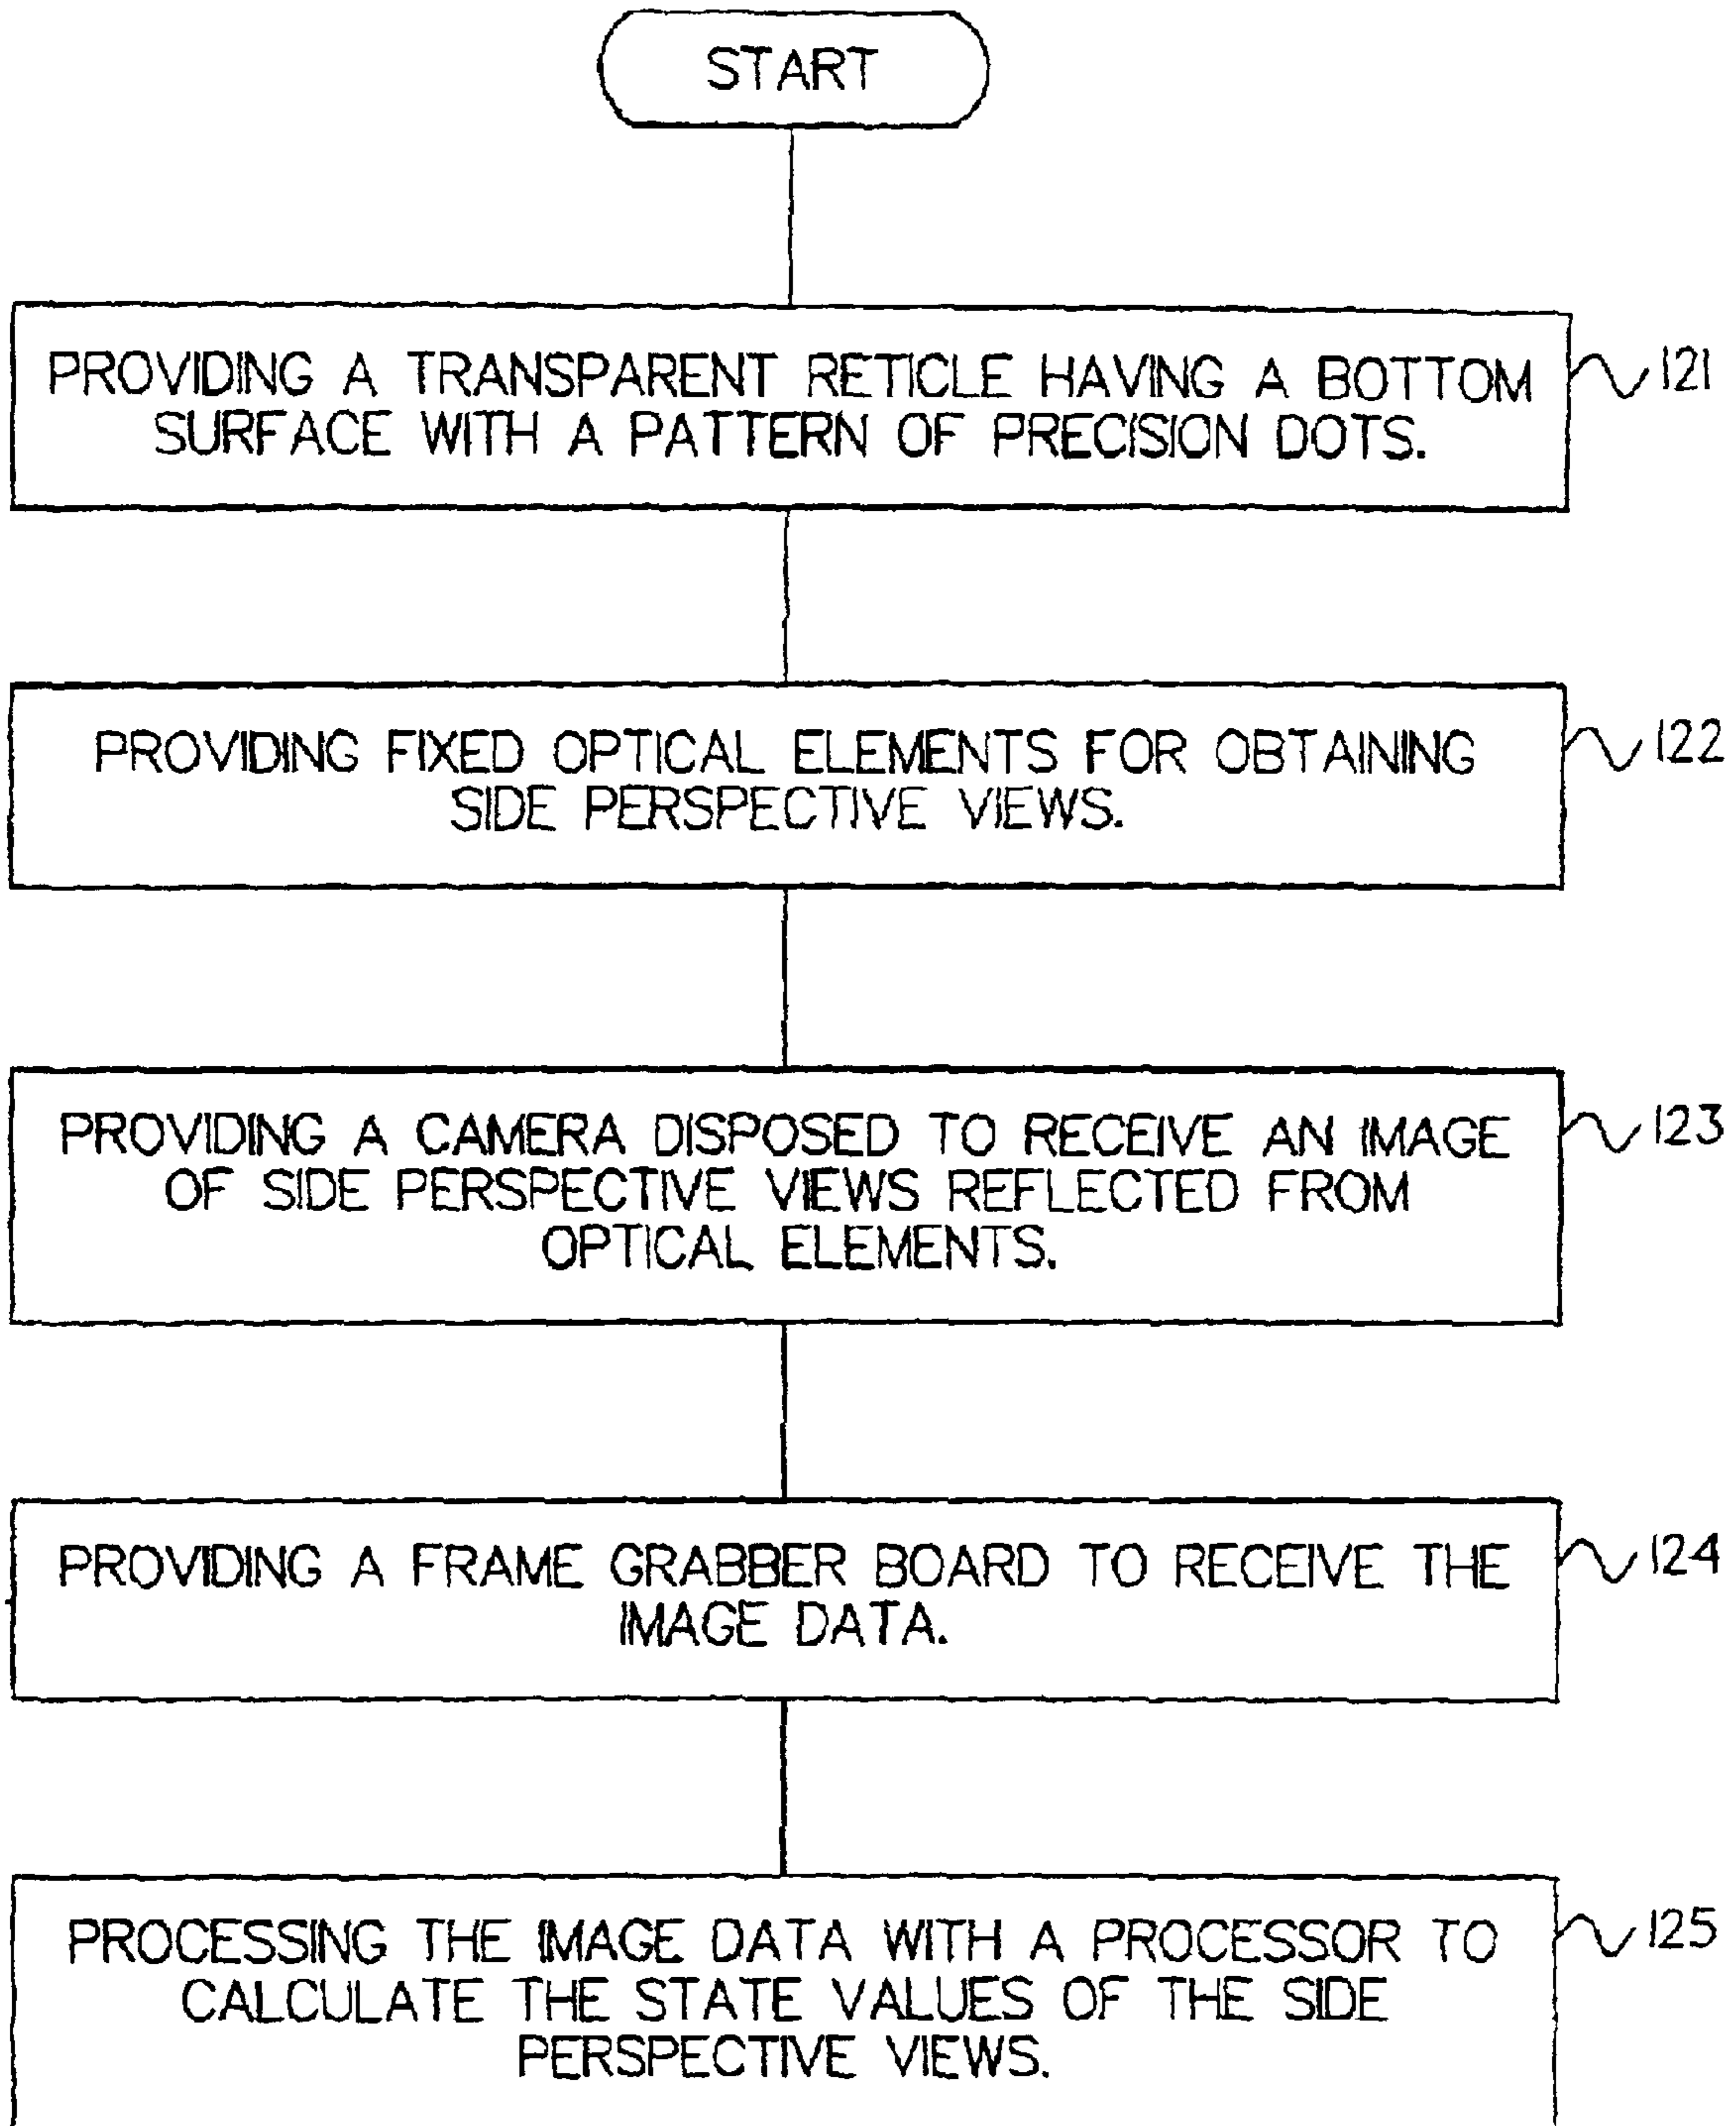 START
PROVIDING A TRANSPARENT RETICLE HAVING A BOTTOM
SURFACE WITH A PATTERN OF PRECISION DOTS.
121
PROVIDING FIXED OPTICAL ELEMENTS FOR OBTAINING
SIDE PERSPECTIVE VIEWS.
122
PROVIDING A CAMERA DISPOSED TO RECEIVE AN IMAGE
OF SIDE PERSPECTIVE VIEWS REFLECTED FROM
OPTICAL ELEMENTS.
123
PROVIDING A FRAME GRABBER BOARD TO RECEIVE THE
IMAGE DATA.
124
PROCESSING THE IMAGE DATA WITH A PROCESSOR TO
CALCULATE THE STATE VALUES OF THE SIDE
PERSPECTIVE VIEWS.
125